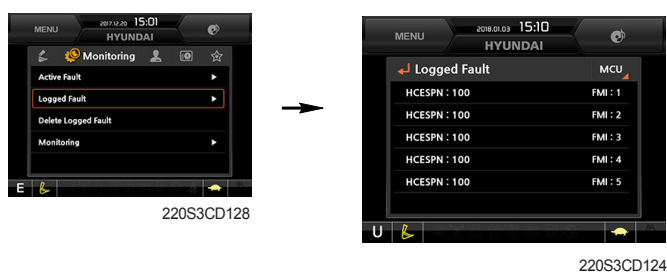 MENU
2017.12.20 15:01
HYUNDAI
Monitoring
Active Fault
Logged Fault
Delete Logged Fault
Monitoring
E
220S3CD128
MENU
2018.01.03 15:10
HYUNDAI
Logged Fault MCU
HCESPN : 100 FMI : 1
HCESPN : 100 FMI : 2
HCESPN : 100 FMI : 3
HCESPN : 100 FMI : 4
HCESPN : 100 FMI : 5
U
220S3CD124